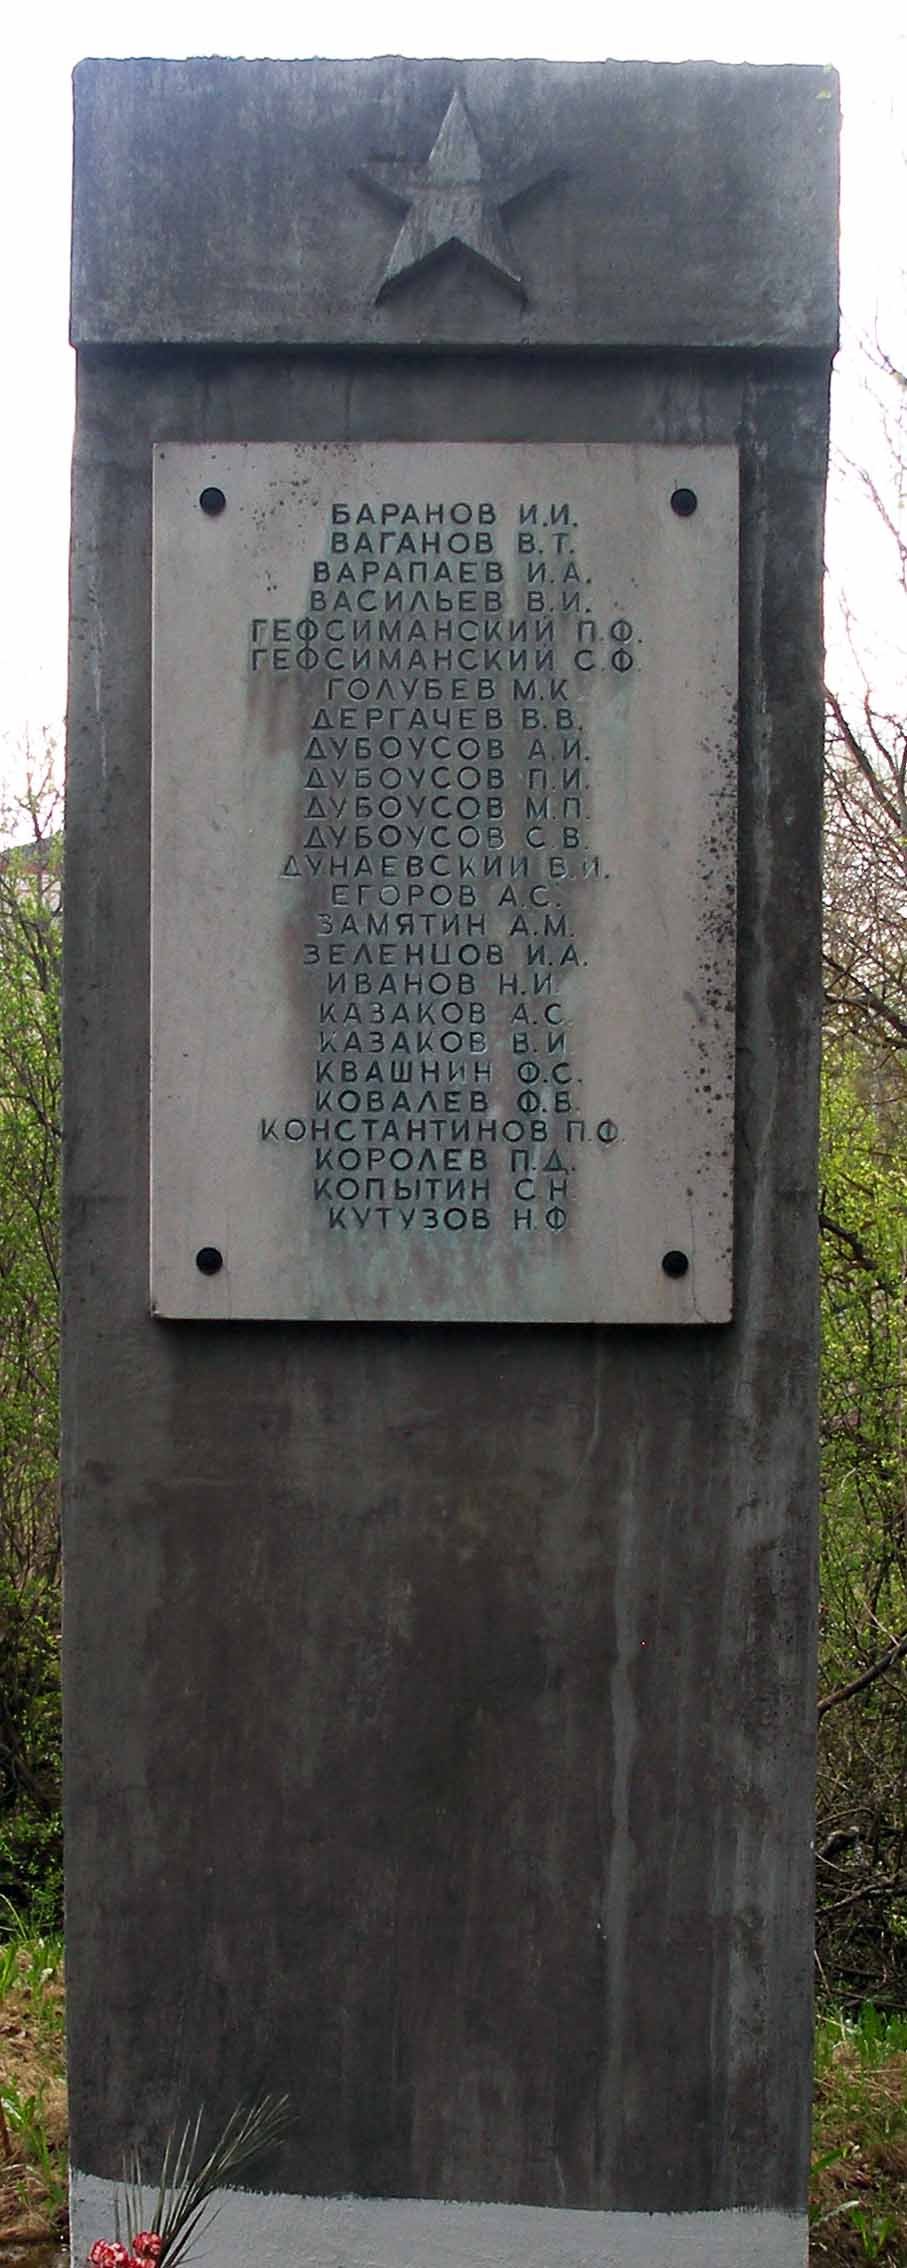 БАРАНОВ И.И.
ВАГАНОВ В.Т.
ВАРАПАЕВ И.А.
ВАСИЛЬЕВ В.И.
ГЕФСИМАНСКИЙ П.Ф.
ГЕФСИМАНСКИЙ С.Ф.
ГОЛУБЕВ М.К
ДЕРГАЧЕВ В.В.
ДУБОУСОВ А.И.
ДУБОУСОВ П.И.
ДУБОУСОВ М.П.
ДУБОУСОВ С.В.
ДУНАЕВСКИЙ В.И.
ЕГОРОВ А.С.
ЗАМЯТИН А.М.
ЗЕЛЕНЦОВ И.А.
ИВАНОВ Н.И.
КАЗАКОВ А.С.
КАЗАКОВ В.И.
КВАШНИН Ф.С.
КОВАЛЕВ Ф.Б.
КОНСТАНТИНОВ П.Ф.
КОРОЛЕВ П.Д.
КОПЫТИН С.Н.
КУТУЗОВ Н.Ф